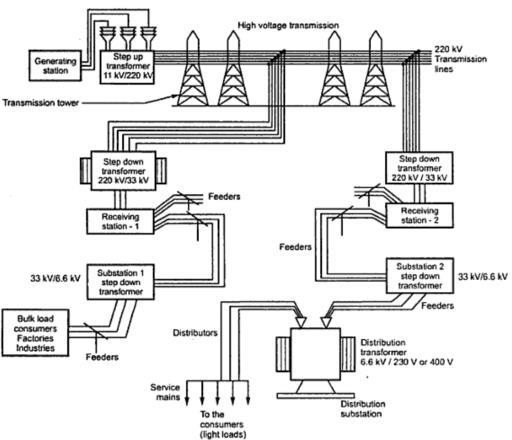 High voltage transmission
Generating
station
Step up
transformer
11 kV/220 kV
220 kV
Transmission
lines
Transmission tower
Step down
transformer
220 kV/33 kV
Step down
transformer
220 kV / 33 kV
Feeders
Receiving
station - 1
Receiving
station - 2
Feeders
33 kV/6.6 kV
Substation 1
step down
transformer
Substation 2
step down
transformer
33 kV/6.6 kV
Feeders
Bulk load
consumers
Factories
Industries
Feeders
Distributors
Distribution
transformer
6.6 kV / 230 V or 400 V
Service
mains
Distribution
substation
To the
consumers
(light loads)